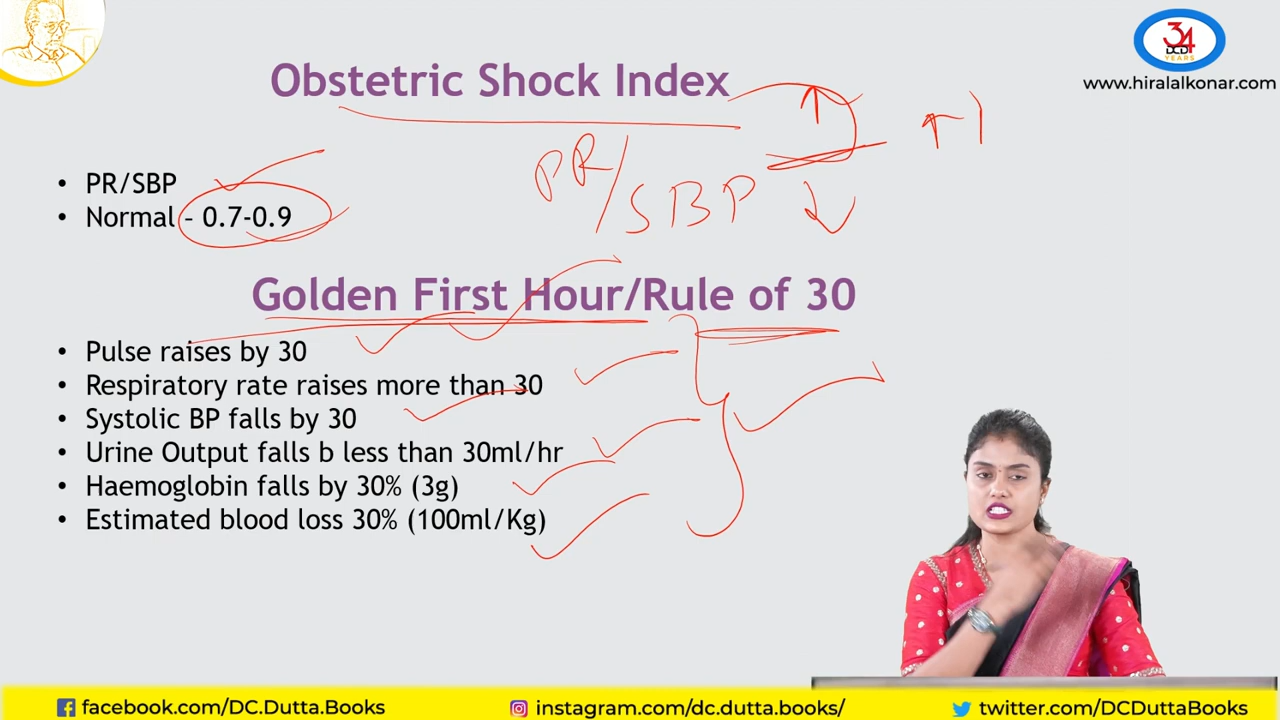 34
DCD
YEARS
www.hiralalkonar.com
Obstetric Shock Index
PR/SBP
• PR/SBP
• Normal – 0.7-0.9
↑
↓
↑1
Golden First Hour/Rule of 30
• Pulse raises by 30
• Respiratory rate raises more than 30
• Systolic BP falls by 30
• Urine Output falls b less than 30ml/hr
• Haemoglobin falls by 30% (3g)
• Estimated blood loss 30% (100ml/Kg)
facebook.com/DC.Dutta.Books
instagram.com/dc.dutta.books/
twitter.com/DCDuttaBooks